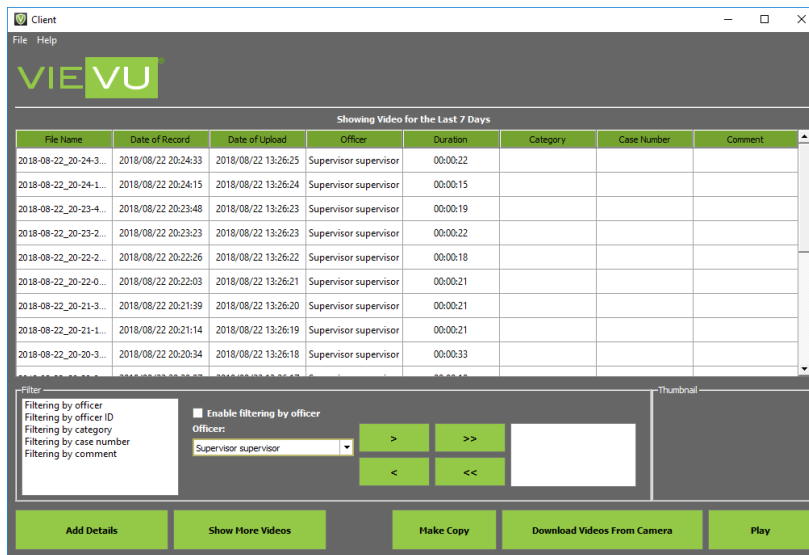 Client
File Help
VIEVU®
Showing Video for the Last 7 Days
File Name Date of Record Date of Upload Officer Duration Category Case Number Comment
2018-08-22_20-24-3... 2018/08/22 20:24:33 2018/08/22 13:26:25 Supervisor supervisor 00:00:22
2018-08-22_20-24-1... 2018/08/22 20:24:15 2018/08/22 13:26:24 Supervisor supervisor 00:00:15
2018-08-22_20-23-4... 2018/08/22 20:23:48 2018/08/22 13:26:23 Supervisor supervisor 00:00:19
2018-08-22_20-23-2... 2018/08/22 20:23:23 2018/08/22 13:26:23 Supervisor supervisor 00:00:22
2018-08-22_20-22-2... 2018/08/22 20:22:26 2018/08/22 13:26:22 Supervisor supervisor 00:00:18
2018-08-22_20-22-0... 2018/08/22 20:22:03 2018/08/22 13:26:21 Supervisor supervisor 00:00:21
2018-08-22_20-21-3... 2018/08/22 20:21:39 2018/08/22 13:26:20 Supervisor supervisor 00:00:21
2018-08-22_20-21-1... 2018/08/22 20:21:14 2018/08/22 13:26:19 Supervisor supervisor 00:00:21
2018-08-22_20-20-3... 2018/08/22 20:20:34 2018/08/22 13:26:18 Supervisor supervisor 00:00:33
Filter Thumbnail
Filtering by officer
Filtering by officer ID
Filtering by category
Filtering by case number
Filtering by comment
Enable filtering by officer
Officer:
Supervisor supervisor
> >>
< <<
Add Details Show More Videos Make Copy Download Videos From Camera Play